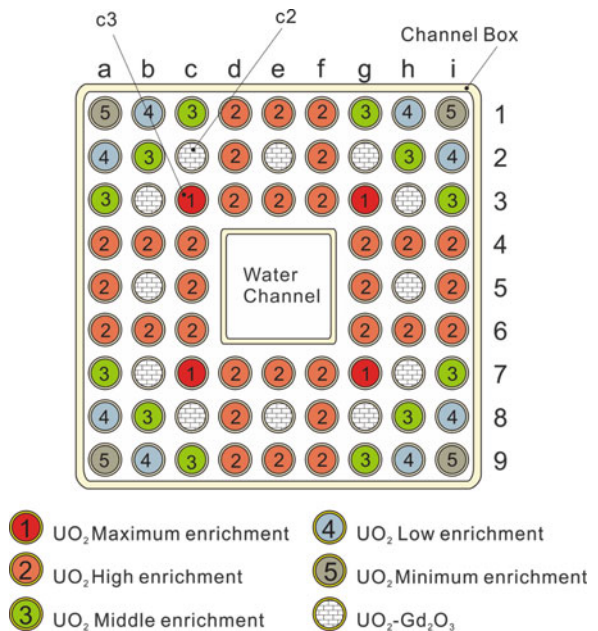 c3 c2
Channel Box
a b c d e f g h i
5 4 3 2 2 2 3 4 5 1
4 3 2 2 3 4 2
3 1 2 2 2 1 3 3
2 2 2 2 2 2 4
2 2 Water Channel 2 2 5
2 2 2 2 2 2 6
3 1 2 2 2 1 3 7
4 3 2 2 3 4 8
5 4 3 2 2 2 3 4 5 9
1 UO₂ Maximum enrichment
4 UO₂ Low enrichment
2 UO₂ High enrichment
5 UO₂ Minimum enrichment
3 UO₂ Middle enrichment
UO₂-Gd₂O₃